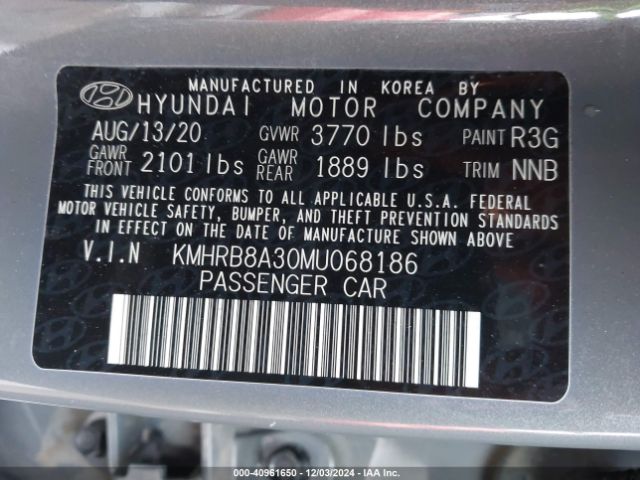 MANUFACTURED IN KOREA BY
HYUNDAI MOTOR COMPANY
AUG/13/20 GVWR 3770 lbs PAINT R3G
GAWR FRONT 2101 lbs GAWR REAR 1889 lbs TRIM NNB
THIS VEHICLE CONFORMS TO ALL APPLICABLE U.S.A. FEDERAL
MOTOR VEHICLE SAFETY, BUMPER, AND THEFT PREVENTION STANDARDS
IN EFFECT ON THE DATE OF MANUFACTURE SHOWN ABOVE
V.I.N KMHRB8A30MU068186
PASSENGER CAR
000-40961650 - 12/03/2024 - IAA Inc.